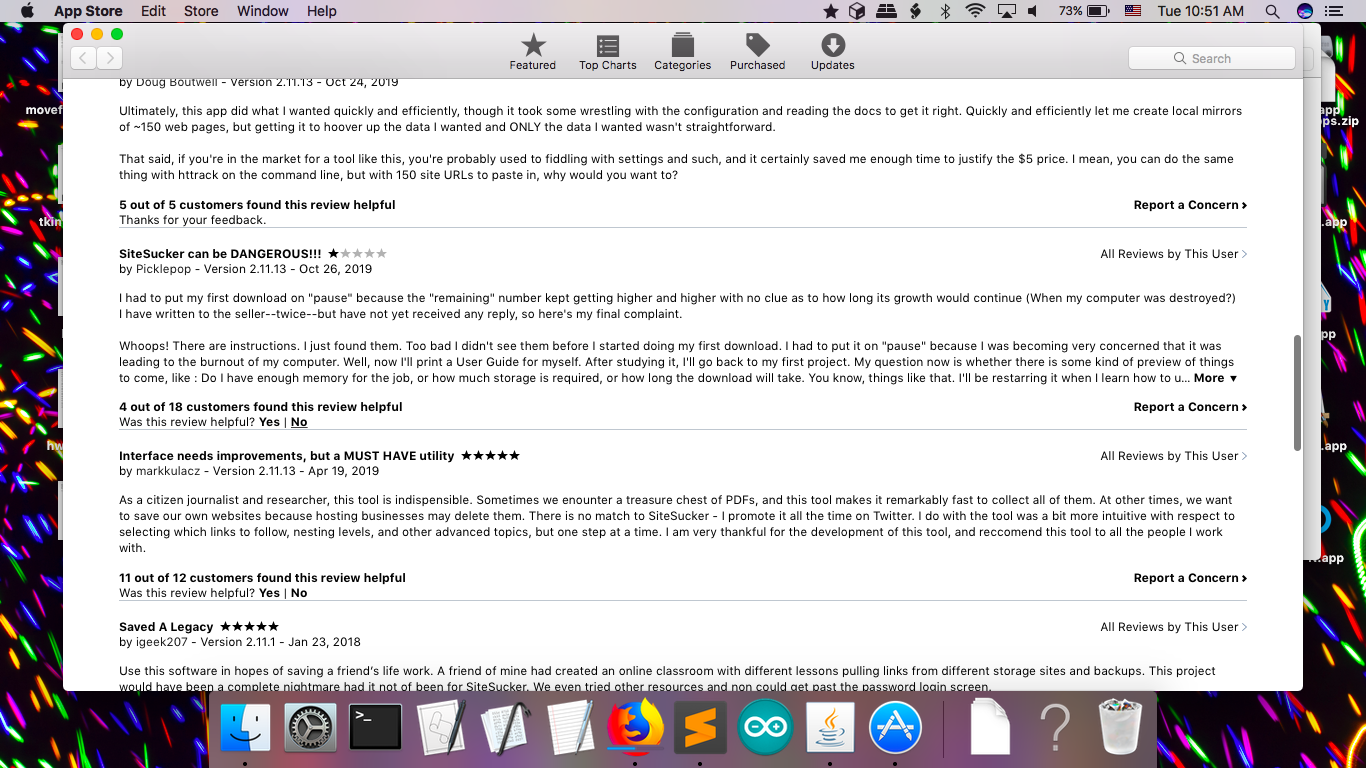 App Store Edit Store Window Help 73% Tue 10:51 AM
Featured Top Charts Categories Purchased Updates Search
by Doug Boutwell - Version 2.11.13 - Oct 24, 2019
Ultimately, this app did what I wanted quickly and efficiently, though it took some wrestling with the configuration and reading the docs to get it right. Quickly and efficiently let me create local mirrors
of ~150 web pages, but getting it to hoover up the data I wanted and ONLY the data I wanted wasn't straightforward.
That said, if you're in the market for a tool like this, you're probably used to fiddling with settings and such, and it certainly saved me enough time to justify the $5 price. I mean, you can do the same
thing with httrack on the command line, but with 150 site URLs to paste in, why would you want to?
5 out of 5 customers found this review helpful Report a Concern
Thanks for your feedback.
SiteSucker can be DANGEROUS!!! All Reviews by This User
by Picklepop - Version 2.11.13 - Oct 26, 2019
I had to put my first download on "pause" because the "remaining" number kept getting higher and higher with no clue as to how long its growth would continue (When my computer was destroyed?)
I have written to the seller--twice--but have not yet received any reply, so here's my final complaint.
Whoops! There are instructions. I just found them. Too bad I didn't see them before I started doing my first download. I had to put it on "pause" because I was becoming very concerned that it was
leading to the burnout of my computer. Well, now I'll print a User Guide for myself. After studying it, I'll go back to my first project. My question now is whether there is some kind of preview of things
to come, like : Do I have enough memory for the job, or how much storage is required, or how long the download will take. You know, things like that. I'll be restarring it when I learn how to u... More
4 out of 18 customers found this review helpful Report a Concern
Was this review helpful? Yes | No
Interface needs improvements, but a MUST HAVE utility All Reviews by This User
by markkulacz - Version 2.11.13 - Apr 19, 2019
As a citizen journalist and researcher, this tool is indispensible. Sometimes we enounter a treasure chest of PDFs, and this tool makes it remarkably fast to collect all of them. At other times, we want
to save our own websites because hosting businesses may delete them. There is no match to SiteSucker - I promote it all the time on Twitter. I do with the tool was a bit more intuitive with respect to
selecting which links to follow, nesting levels, and other advanced topics, but one step at a time. I am very thankful for the development of this tool, and reccomend this tool to all the people I work
with.
11 out of 12 customers found this review helpful Report a Concern
Was this review helpful? Yes | No
Saved A Legacy All Reviews by This User
by igeek207 - Version 2.11.1 - Jan 23, 2018
Use this software in hopes of saving a friend's life work. A friend of mine had created an online classroom with different lessons pulling links from different storage sites and backups. This project
would have been a complete nightmare had it not of been for SiteSucker. We even tried other resources and non could get past the password login screen.
movef
tkin
hw
app
ps.zip
.app
.app
.app